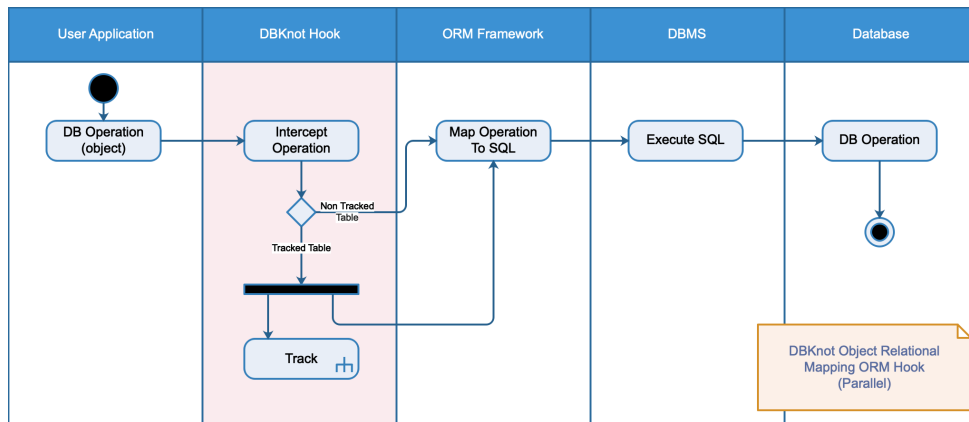 User Application
DBKnot Hook
ORM Framework
DBMS
Database
DB Operation
(object)
Intercept
Operation
Map Operation
To SQL
Execute SQL
DB Operation
Non Tracked
Table
Tracked Table
Track
DBKnot Object Relational
Mapping ORM Hook
(Parallel)